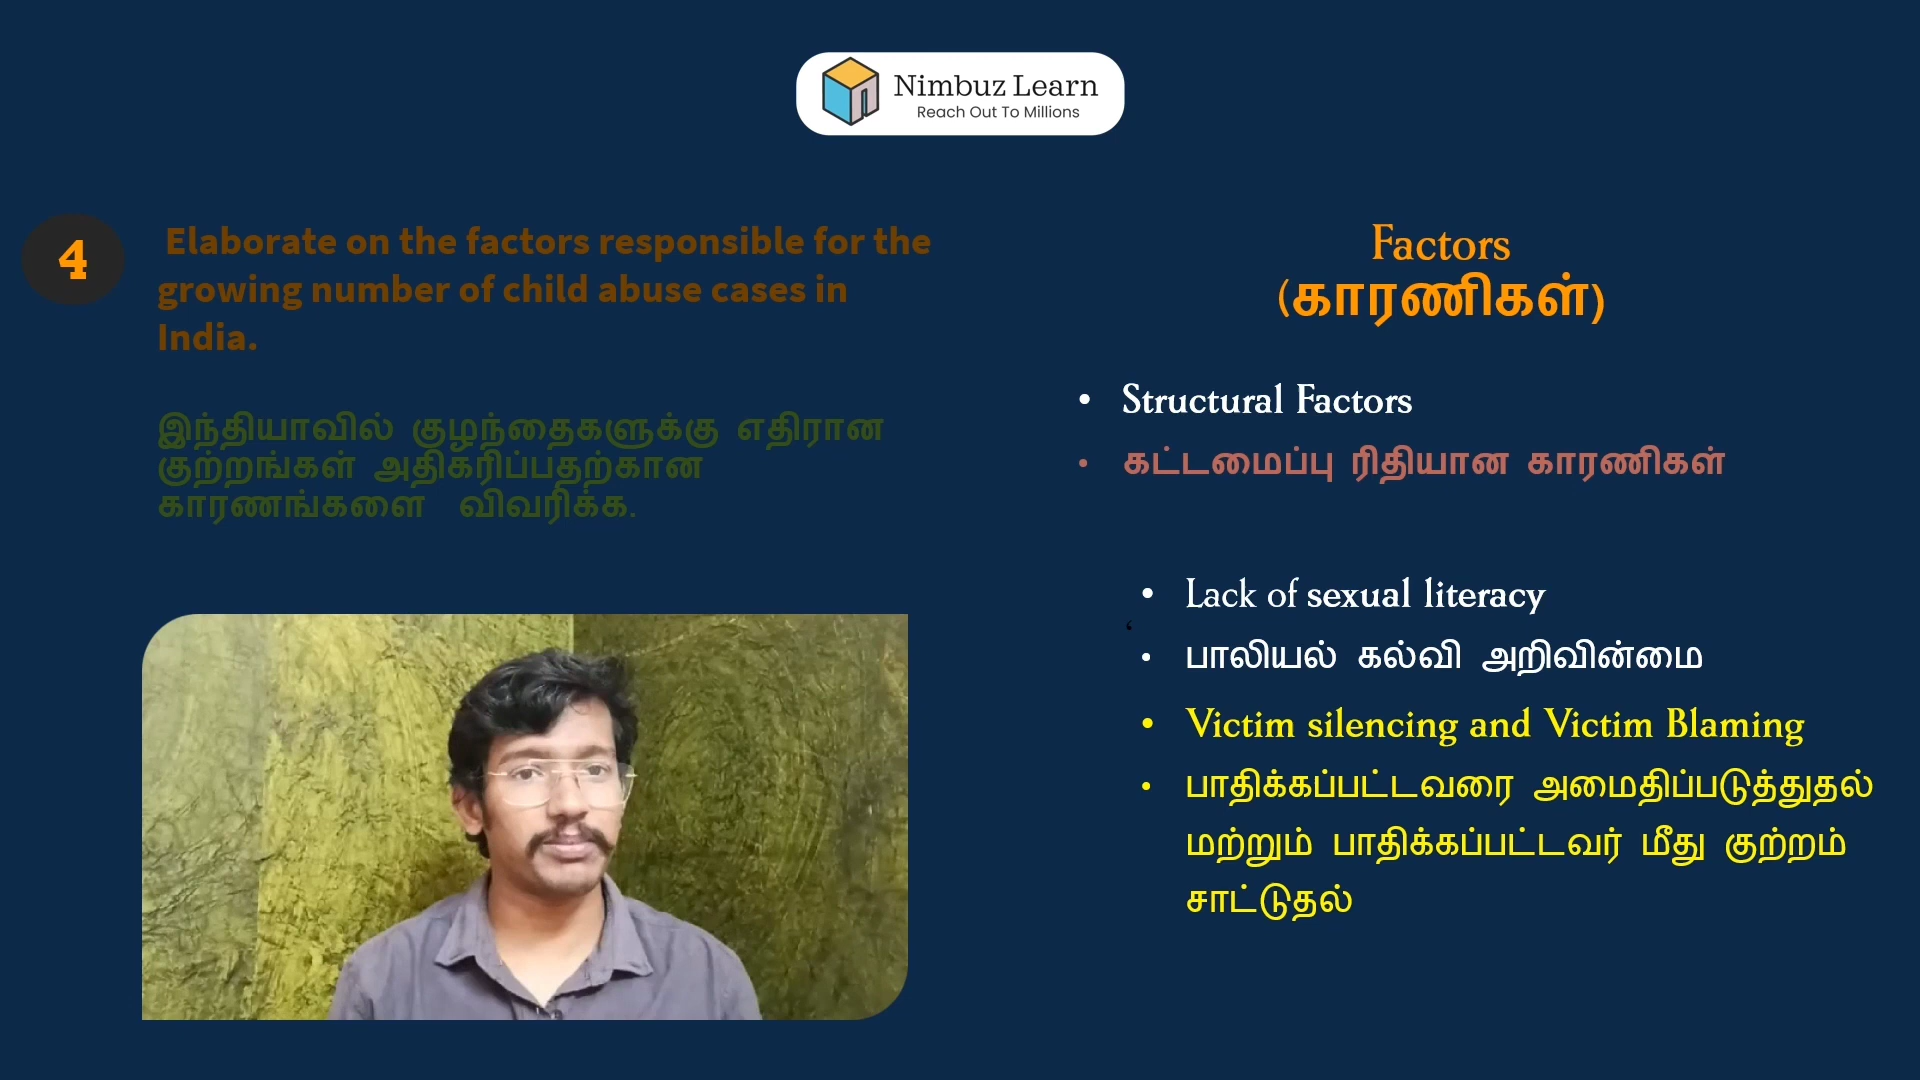 Nimbuz Learn
Reach Out To Millions
4
Elaborate on the factors responsible for the
growing number of child abuse cases in
India.
இந்தியாவில் குழந்தைகளுக்கு எதிரான
குற்றங்கள் அதிகரிப்பதற்கான
காரணங்களை விவரிக்க.
Factors
(காரணிகள்)
• Structural Factors
• கட்டமைப்பு ரிதியான காரணிகள்
• Lack of sexual literacy
‘
• பாலியல் கல்வி அறிவின்மை
• Victim silencing and Victim Blaming
• பாதிக்கப்பட்டவரை அமைதிப்படுத்துதல்
மற்றும் பாதிக்கப்பட்டவர் மீது குற்றம்
சாட்டுதல்